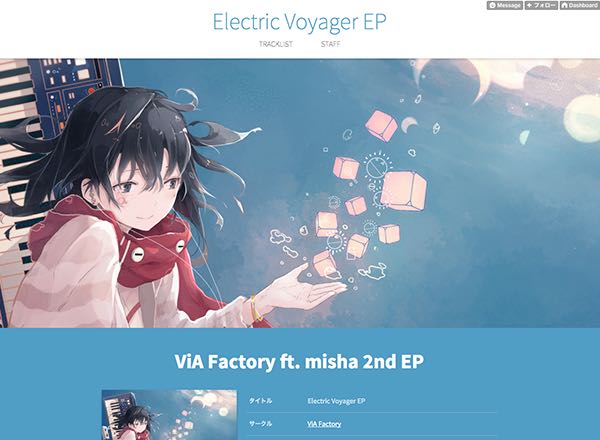 Message フォロー Dashboard
Electric Voyager EP
TRACKLIST STAFF
ViA Factory ft. misha 2nd EP
タイトル Electric Voyager EP
サークル ViA Factory